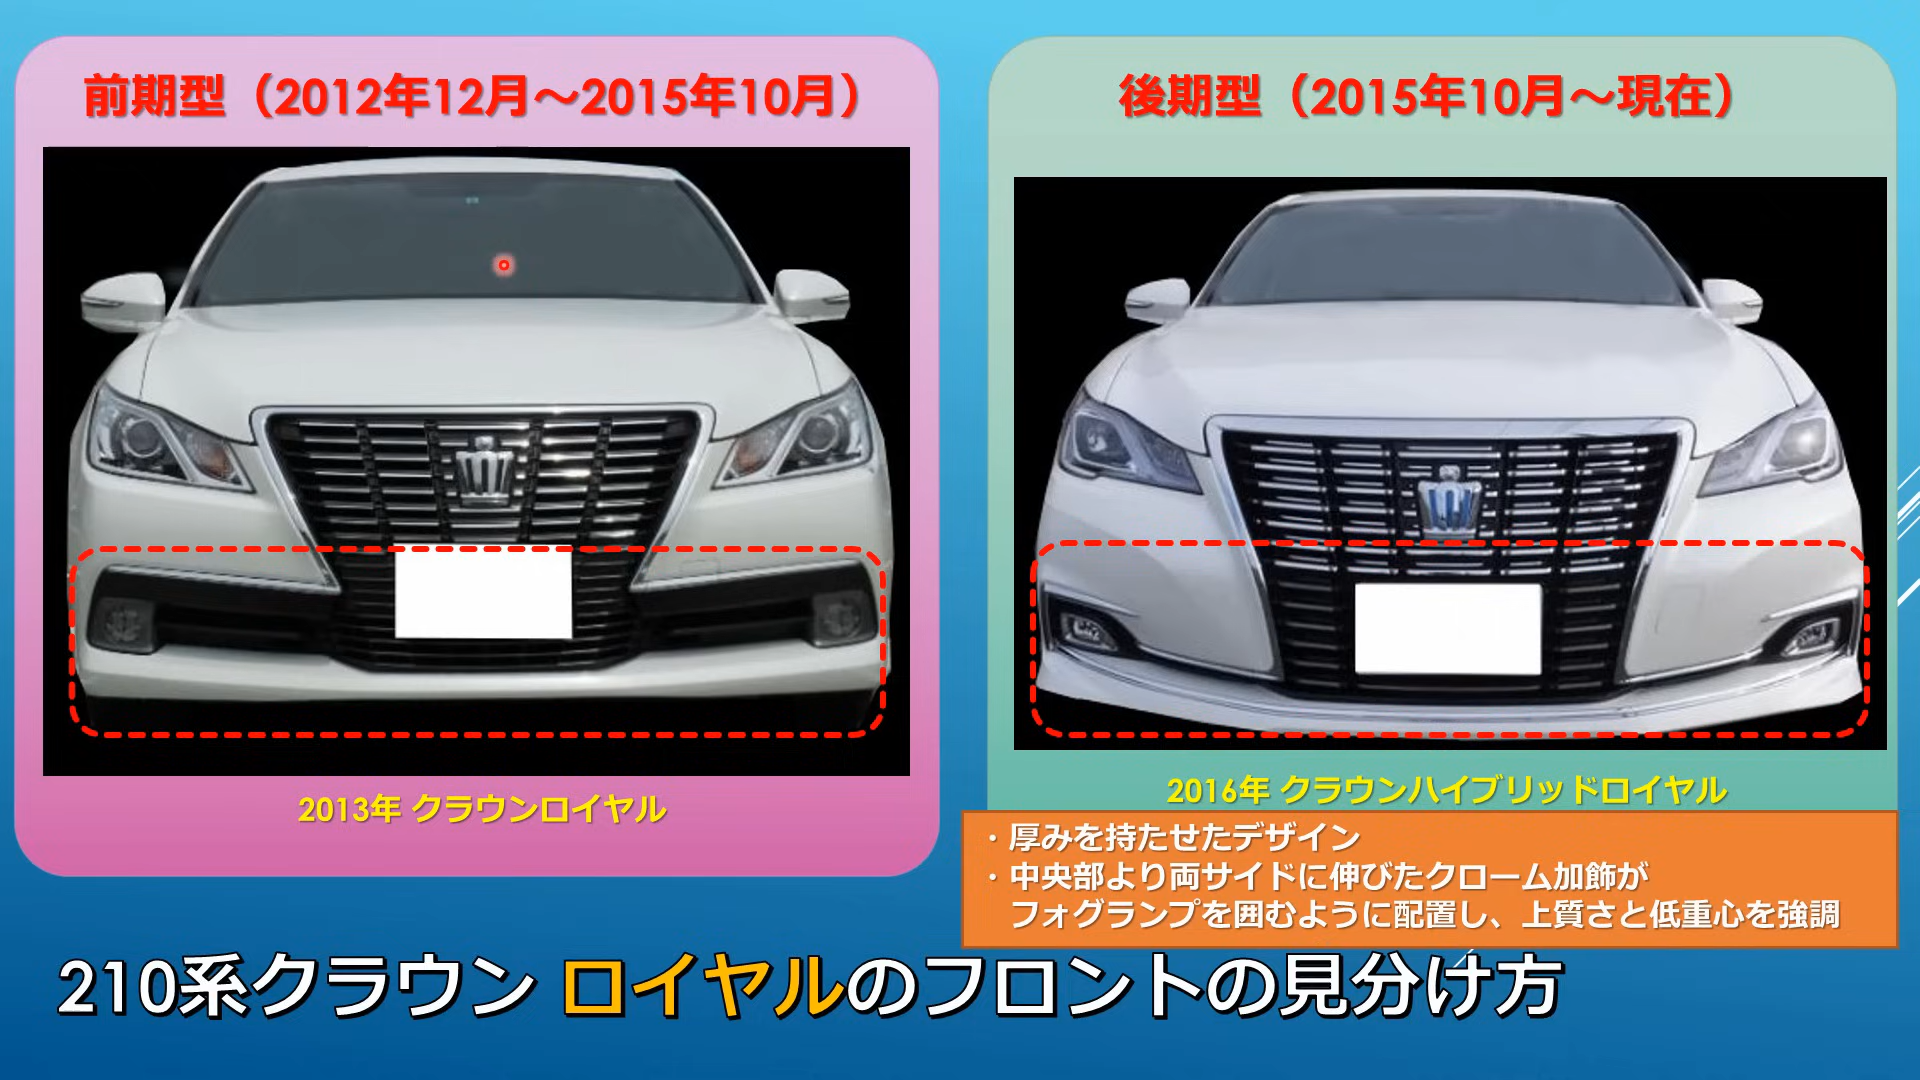 前期型（2012年12月～2015年10月）
後期型（2015年10月～現在）
2013年 クラウンロイヤル
2016年 クラウンハイブリッドロイヤル
・厚みを持たせたデザイン
・中央部より両サイドに伸びたクローム加飾が
フォグランプを囲むように配置し、上質さと低重心を強調
210系クラウン ロイヤルのフロントの見分け方